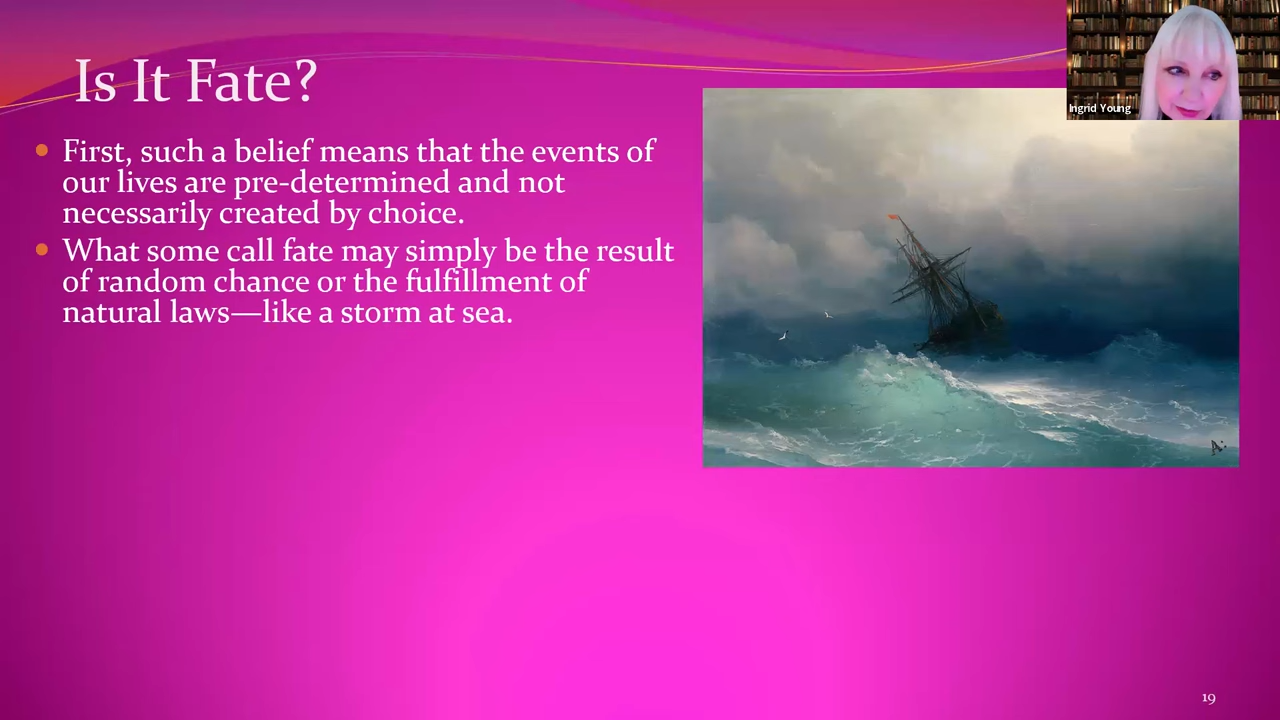 Is It Fate?
Ingrid Young
First, such a belief means that the events of
our lives are pre-determined and not
necessarily created by choice.
What some call fate may simply be the result
of random chance or the fulfillment of
natural laws—like a storm at sea.
19